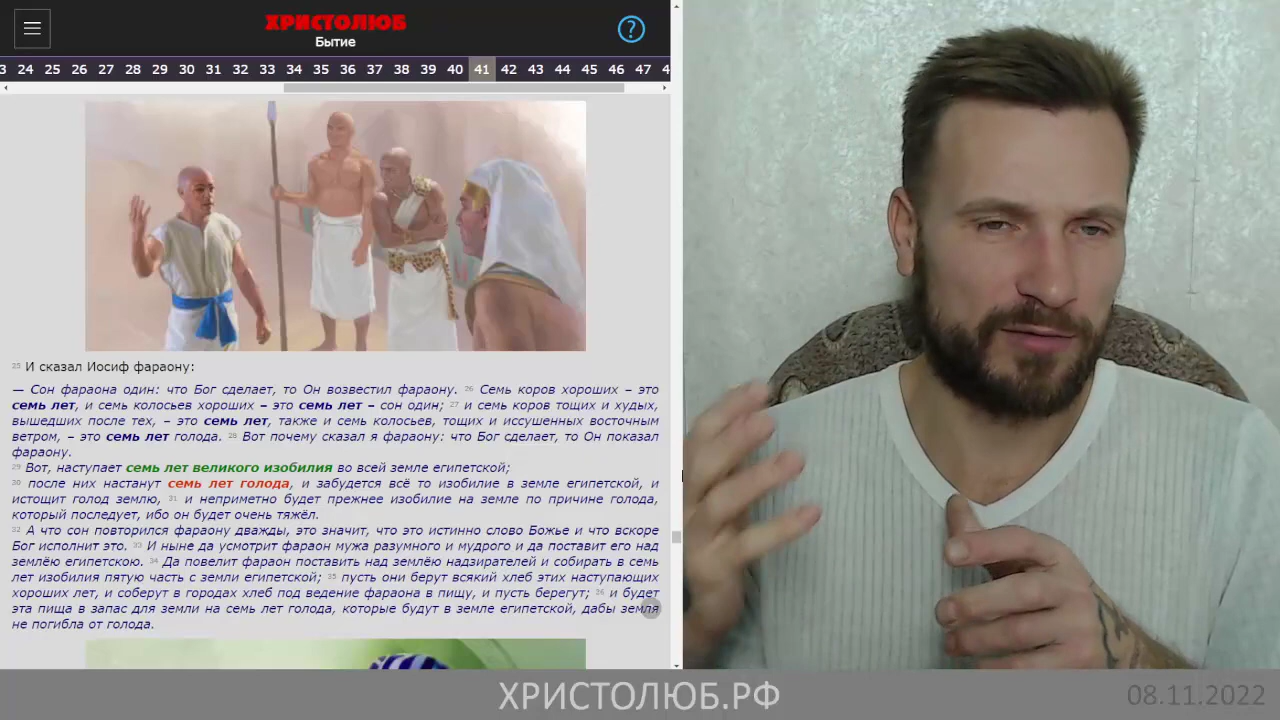 ХРИСТОЛЮБ
Бытие
3 24 25 26 27 28 29 30 31 32 33 34 35 36 37 38 39 40 41 42 43 44 45 46 47 4
25 И сказал Иосиф фараону:
— Сон фараона один: что Бог сделает, то Он возвестил фараону. 26 Семь коров хороших – это
семь лет, и семь колосьев хороших – это семь лет – сон один; 27 и семь коров тощих и худых,
вышедших после тех, – это семь лет, также и семь колосьев, тощих и иссушенных восточным
ветром, – это семь лет голода. 28 Вот почему сказал я фараону: что Бог сделает, то Он показал
фараону.
29 Вот, наступает семь лет великого изобилия во всей земле египетской;
30 после них настанут семь лет голода, и забудется всё то изобилие в земле египетской, и
истощит голод землю, 31 и неприметно будет прежнее изобилие на земле по причине голода,
который последует, ибо он будет очень тяжёл.
32 А что сон повторился фараону дважды, это значит, что это истинно слово Божье и что вскоре
Бог исполнит это. 33 И ныне да усмотрит фараон мужа разумного и мудрого и да поставит его над
землёю египетскою. 34 Да повелит фараон поставить над землёю надзирателей и собирать в семь
лет изобилия пятую часть с земли египетской; 35 пусть они берут всякий хлеб этих наступающих
хороших лет, и соберут в городах хлеб под ведение фараона в пищу, и пусть берегут; 36 и будет
эта пища в запас для земли на семь лет голода, которые будут в земле египетской, дабы земля
не погибла от голода.
ХРИСТОЛЮБ.РФ
08.11.2022